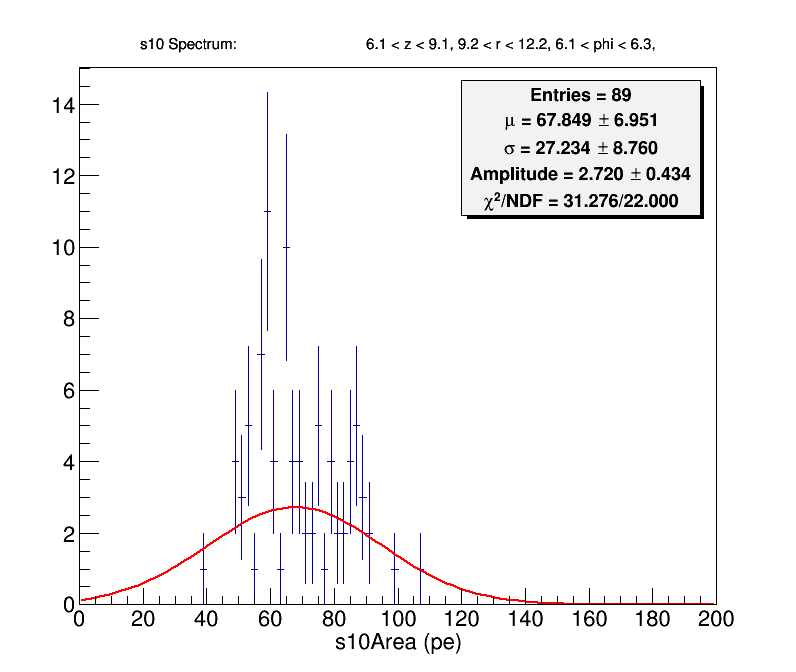 s10 Spectrum: 6.1 < z < 9.1, 9.2 < r < 12.2, 6.1 < phi < 6.3,
Entries = 89
μ = 67.849 ± 6.951
σ = 27.234 ± 8.760
Amplitude = 2.720 ± 0.434
χ²/NDF = 31.276/22.000
14
12
10
8
6
4
2
0
0 20 40 60 80 100 120 140 160 180 200
s10Area (pe)